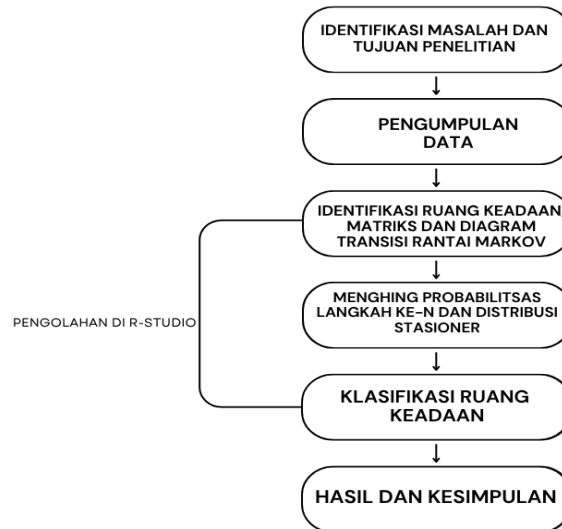 IDENTIFIKASI MASALAH DAN
TUJUAN PENELITIAN
PENGUMPULAN
DATA
IDENTIFIKASI RUANG KEADAAN,
MATRIKS DAN DIAGRAM
TRANSISI RANTAI MARKOV
MENGHING PROBABILITSAS
LANGKAH KE-N DAN DISTRIBUSI
STASIONER
PENGOLAHAN DI R-STUDIO
KLASIFIKASI RUANG
KEADAAN
HASIL DAN KESIMPULAN